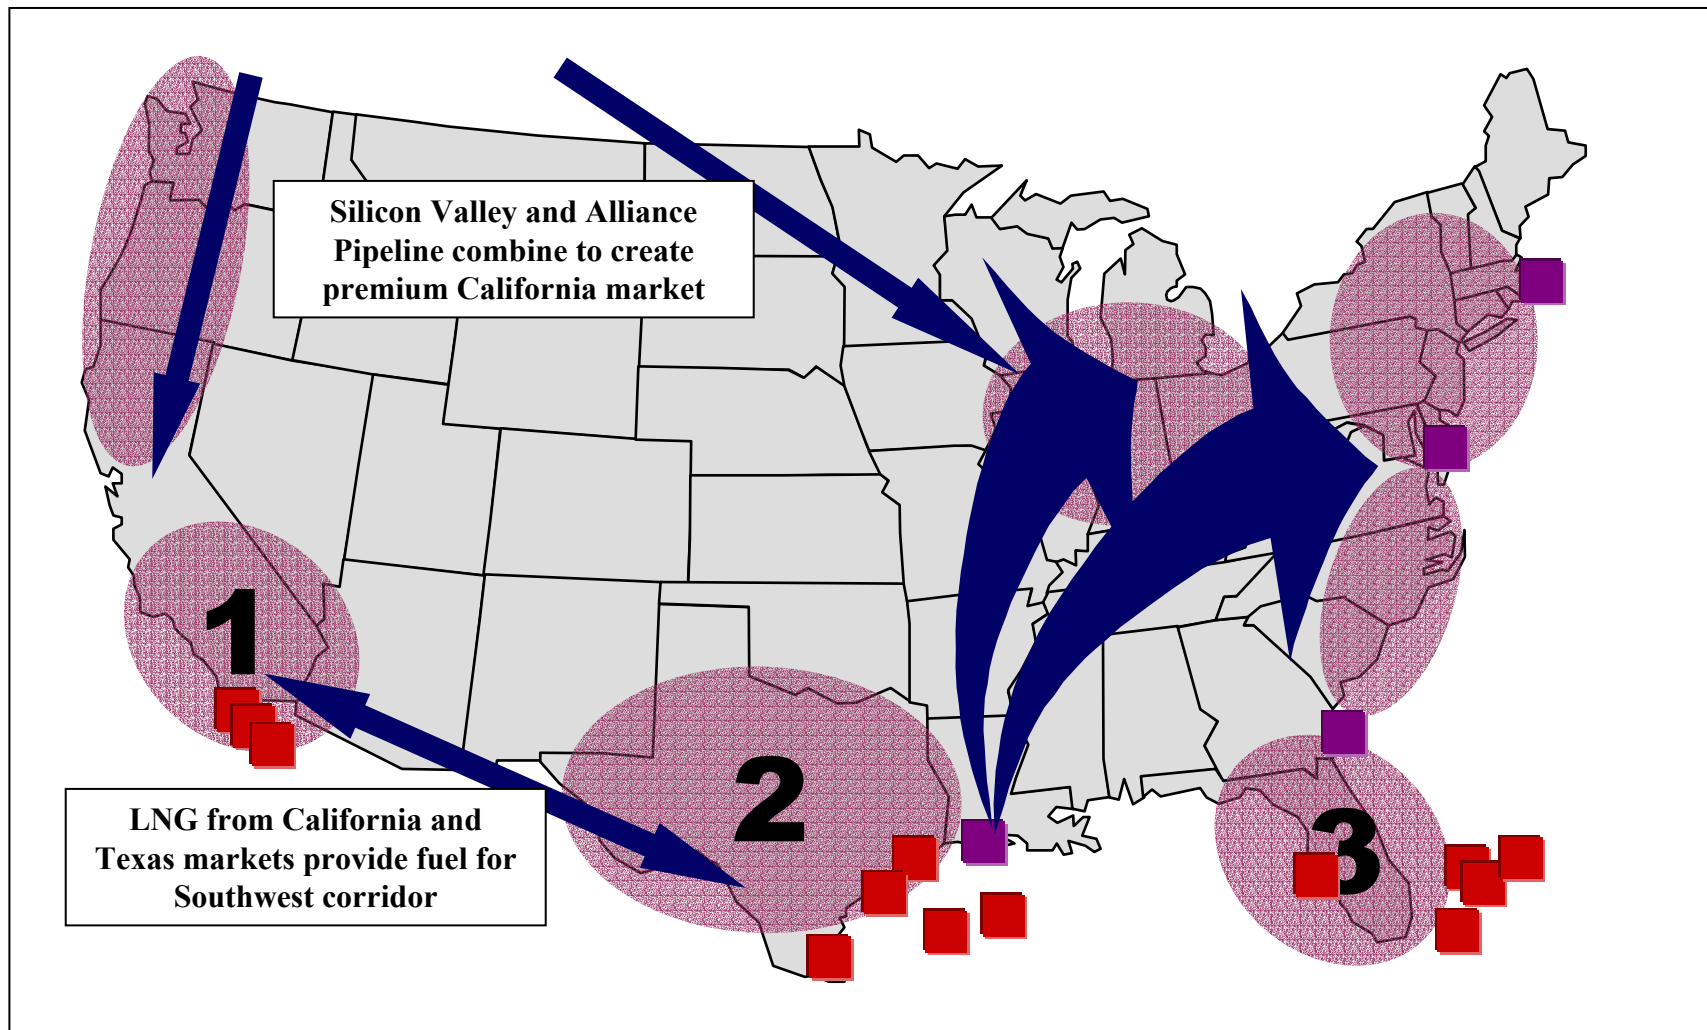 Silicon Valley and Alliance
Pipeline combine to create
premium California market
1
2
LNG from California and
Texas markets provide fuel for
Southwest corridor
3